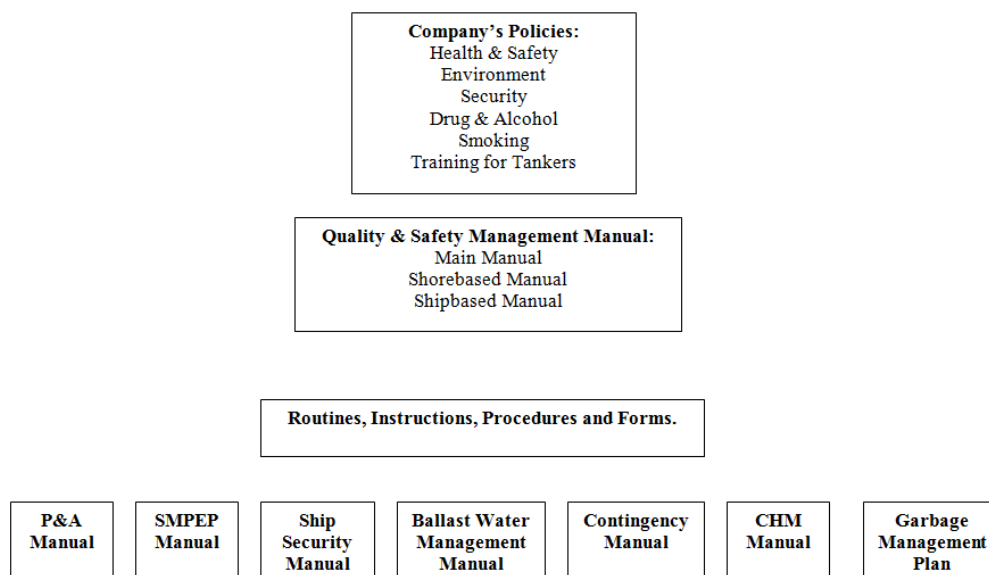 Company’s Policies:
Health & Safety
Environment
Security
Drug & Alcohol
Smoking
Training for Tankers
Quality & Safety Management Manual:
Main Manual
Shorebased Manual
Shipbased Manual
Routines, Instructions, Procedures and Forms.
P&A
Manual
SMPEP
Manual
Ship
Security
Manual
Ballast Water
Management
Manual
Contingency
Manual
CHM
Manual
Garbage
Management
Plan